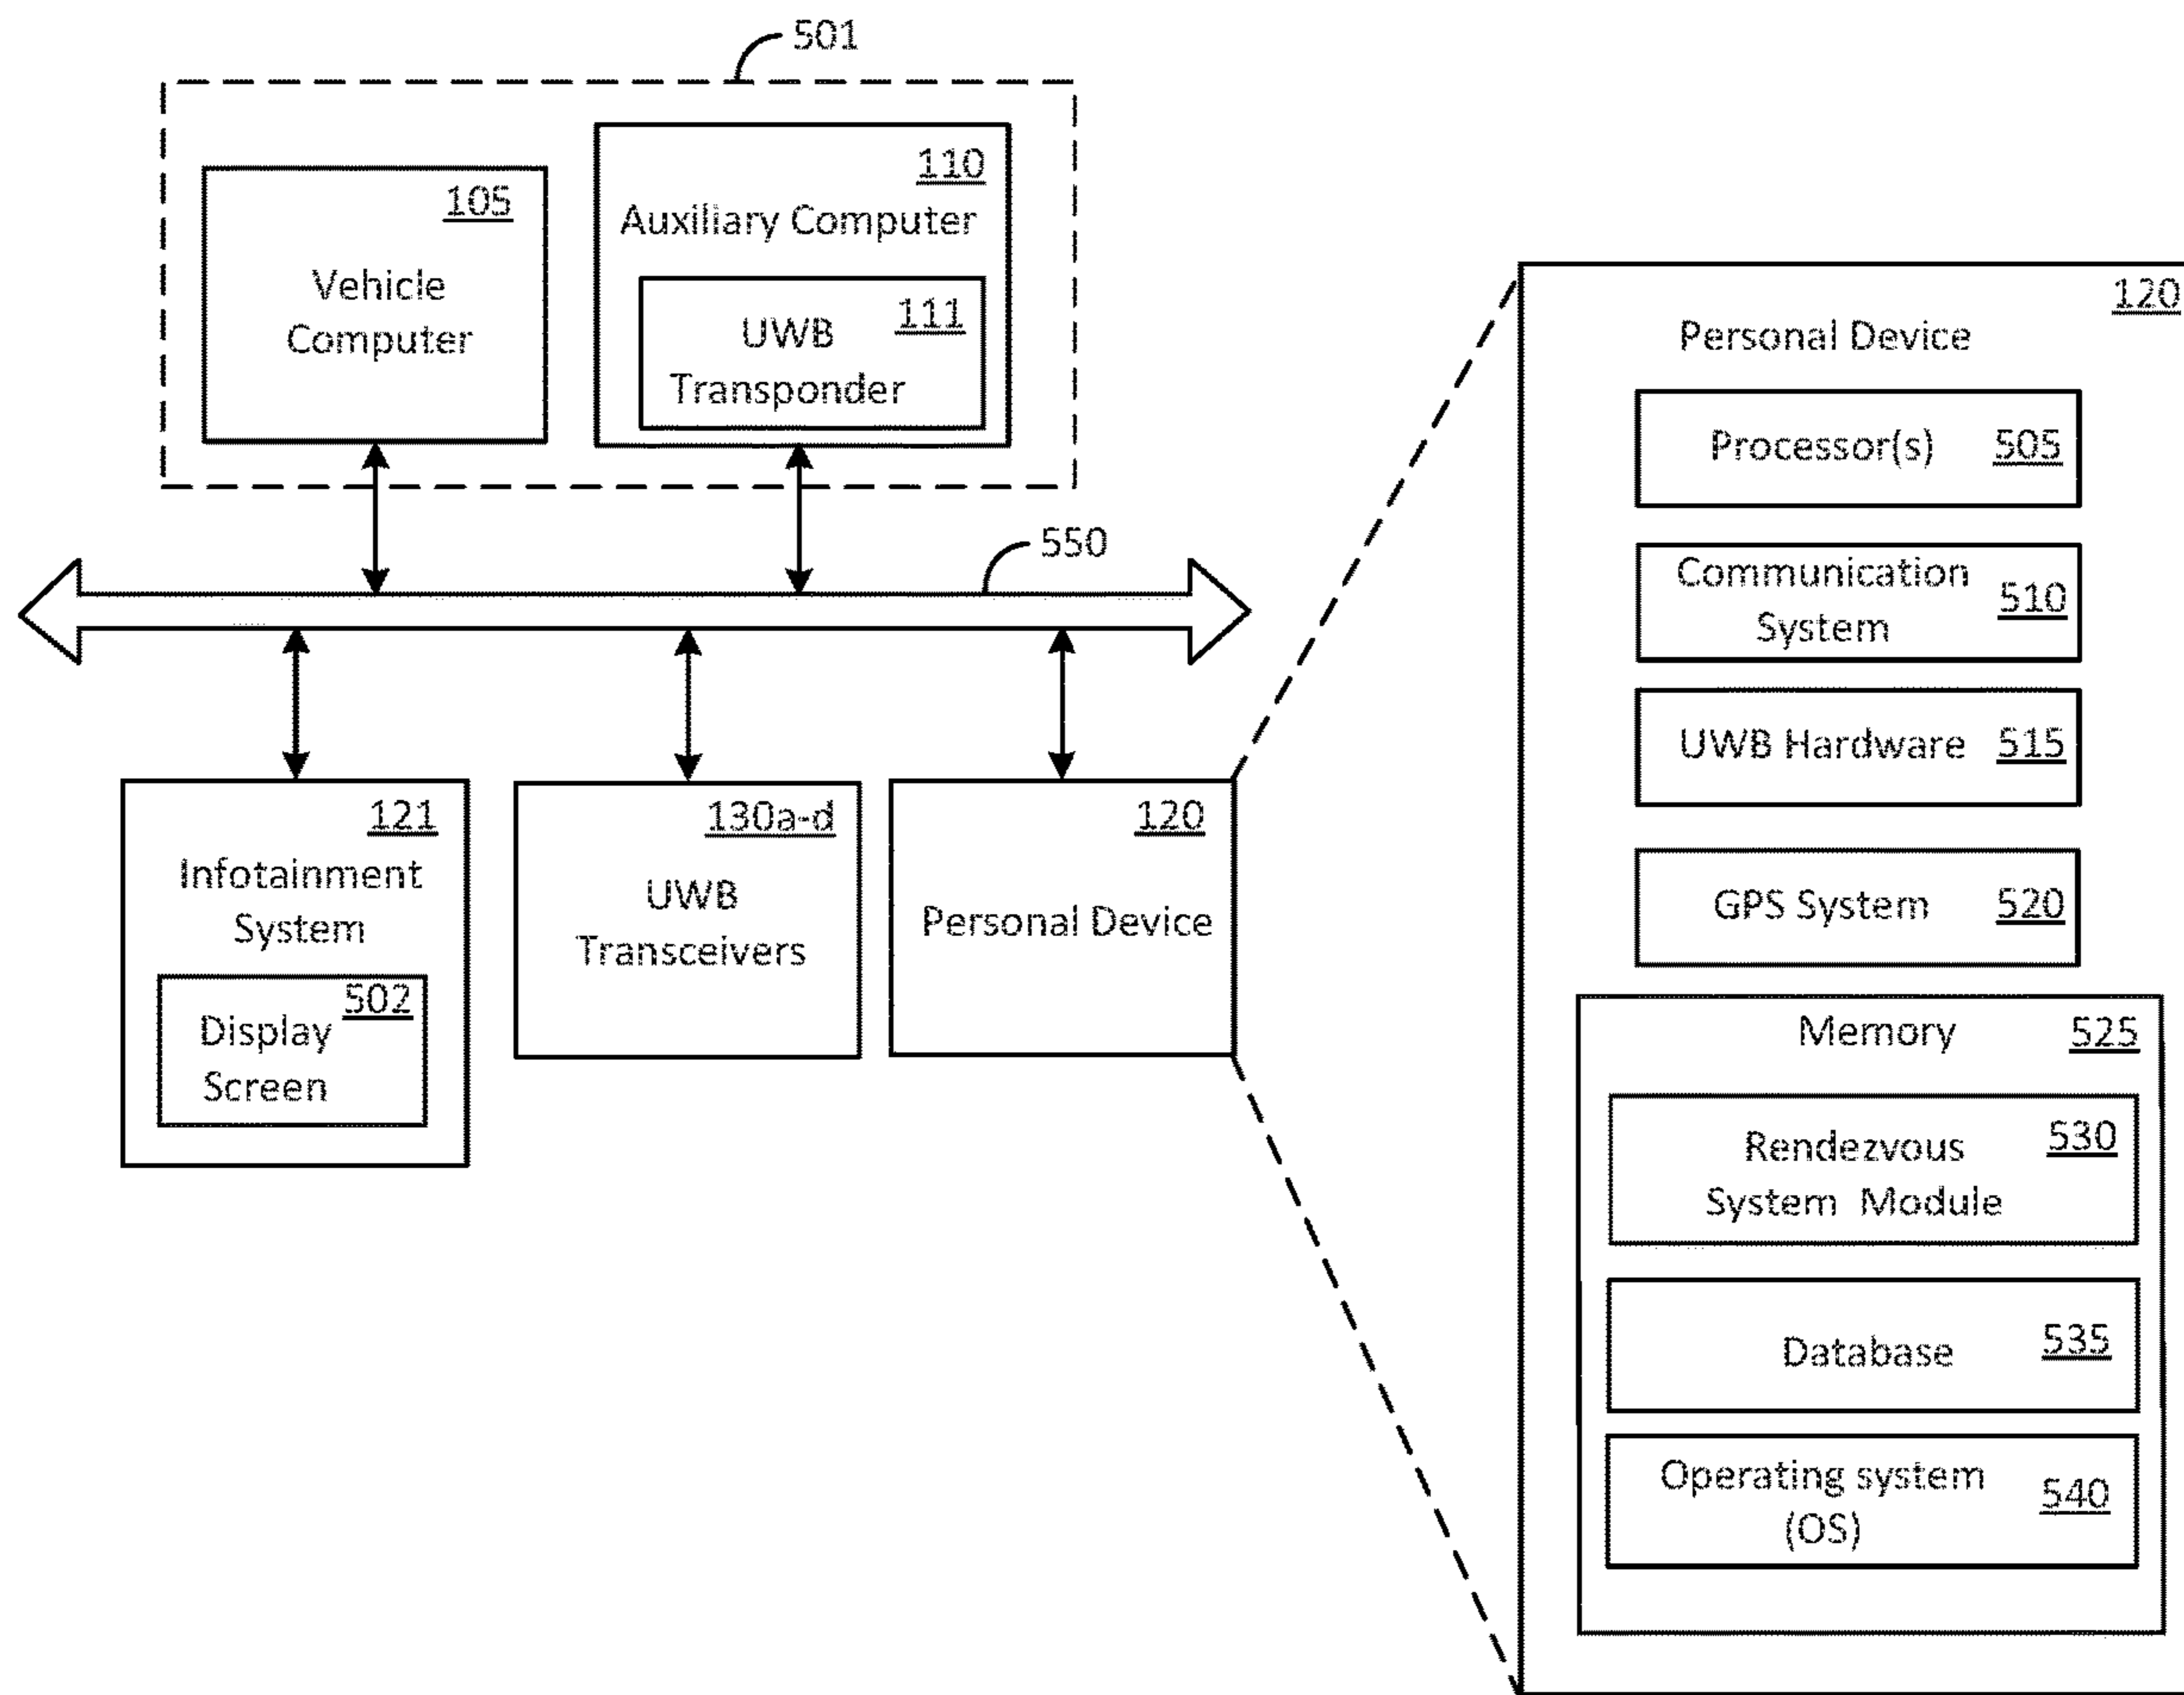 501
110
105
Auxiliary Computer
Vehicle
Computer
111
UWB
Transponder
550
121
Infotainment
System
502
Display
Screen
130a-d
UWB
Transceivers
120
Personal Device
120
Personal Device
Processor(s) 505
Communication
System
510
UWB Hardware 515
GPS System 520
Memory 525
530
Rendezvous
System Module
Database 535
Operating system
(OS)
540